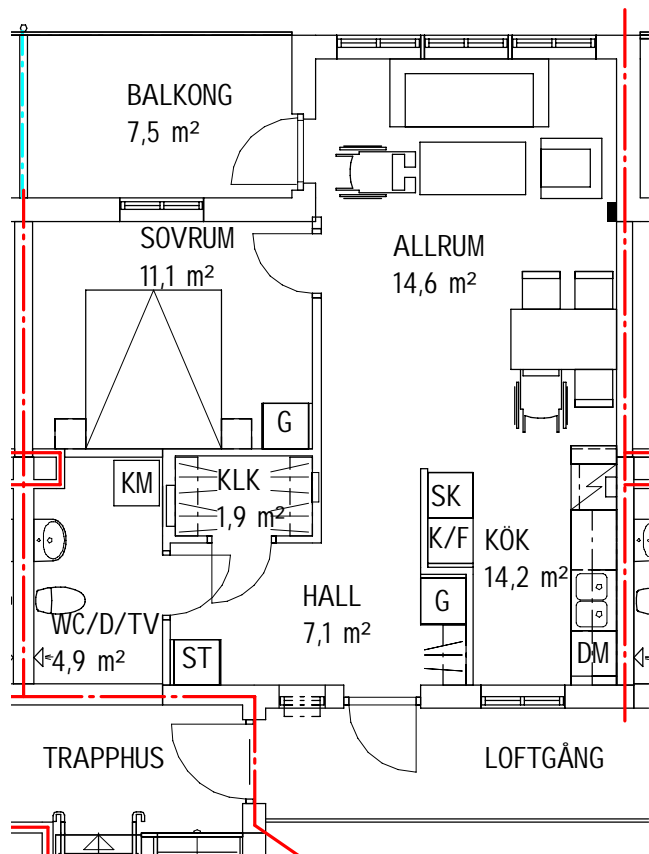 BALKONG
7,5 m²
SOVRUM
11,1 m²
ALLRUM
14,6 m²
G
KM
KLK
1,9 m²
SK
K/F
KÖK
14,2 m²
HALL
7,1 m²
G
WC/D/TV
4,9 m²
ST
DM
TRAPPHUS
LOFTGÅNG